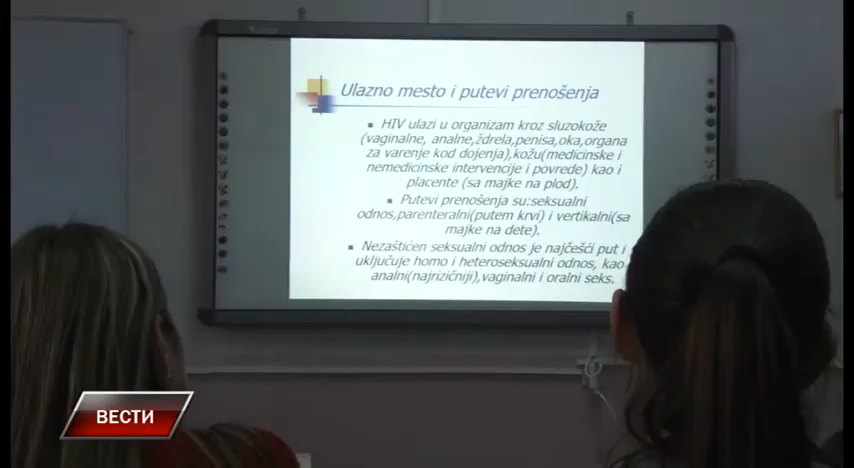 Ulazno mesto i putevi prenošenja
HIV ulazi u organizam kroz sluzokože
(vaginalne, analne,ždrela,penisa,oka,organa
za varenje kod dojenja),kožu(medicinske i
nemedicinske intervencije i povrede) kao i
placente (sa majke na plod).
Putevi prenošenja su:seksualni
odnos,parenteralni(putem krvi) i vertikalni(sa
majke na dete).
Nezaštićen seksualni odnos je najčešći put i
uključuje homo i heteroseksualni odnos, kao
analni(najrizičniji),vaginalni i oralni seks.
ВЕСТИ